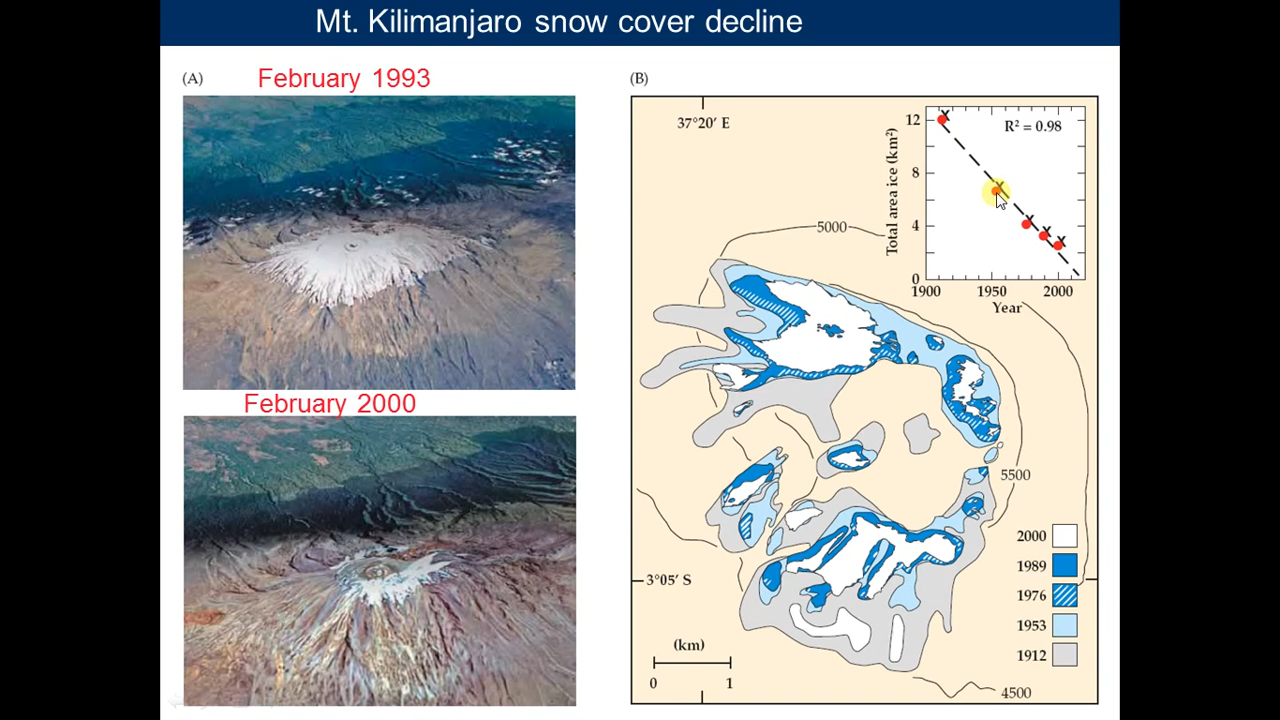 Mt. Kilimanjaro snow cover decline
(A)
February 1993
February 2000
(B)
37°20′ E
R² = 0.98
Total area ice (km²)
12
8
4
0
1900
1950
2000
Year
5000
5500
3°05′ S
(km)
0
1
2000
1989
1976
1953
1912
4500